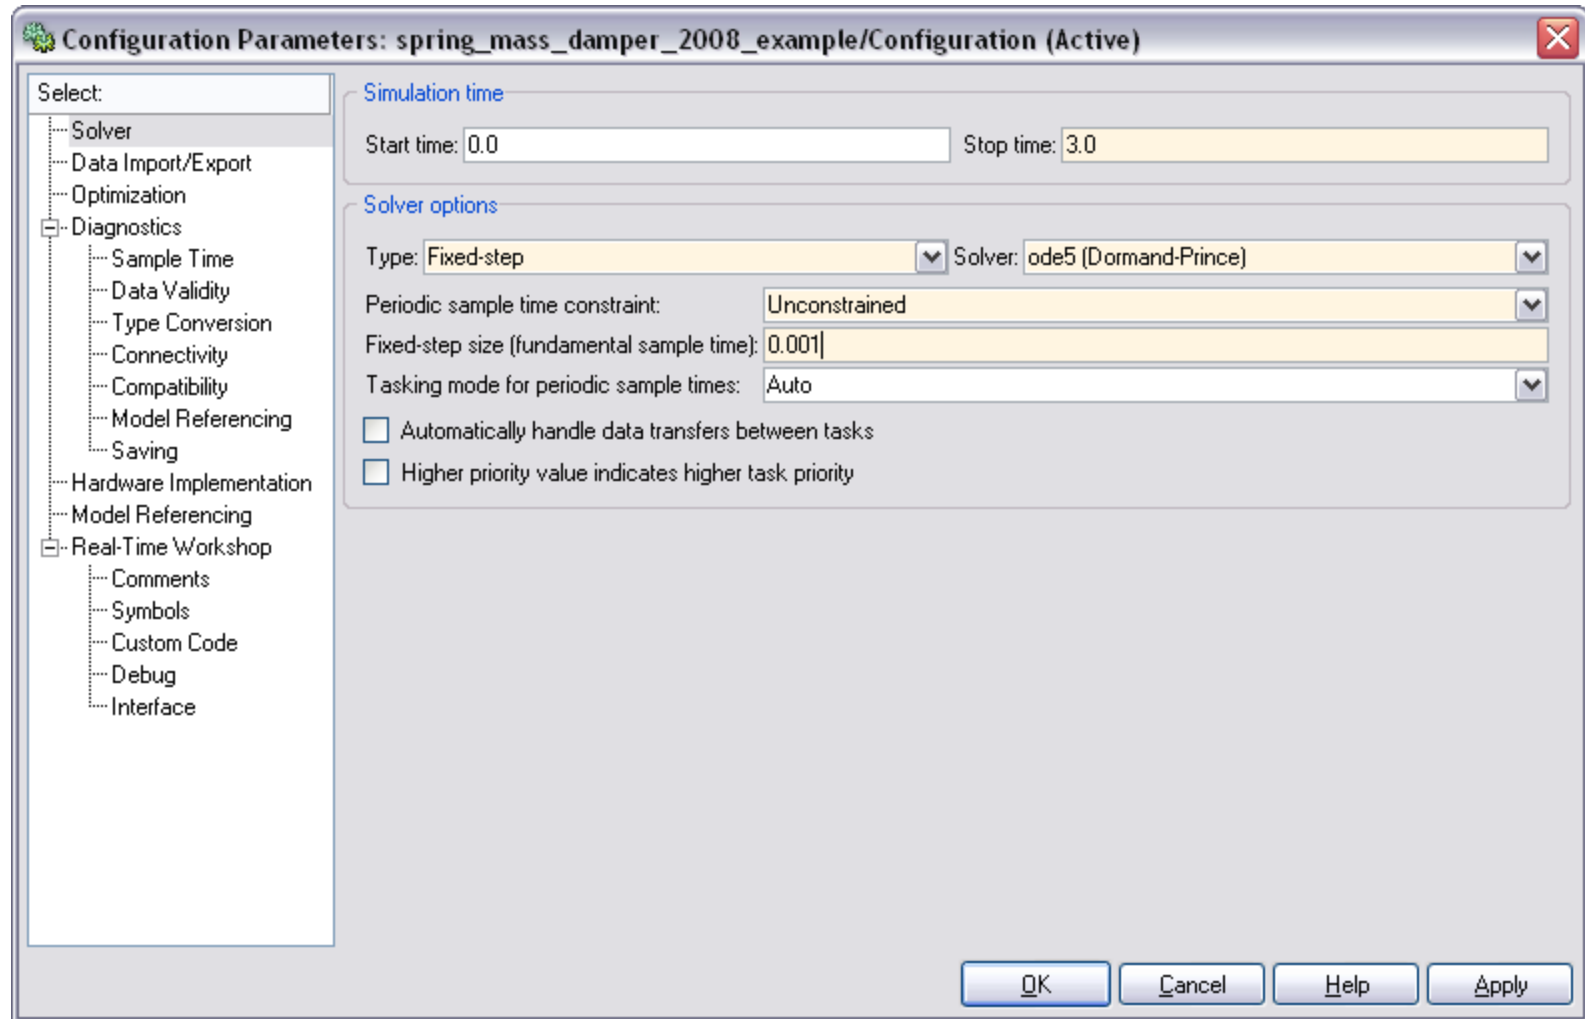 Configuration Parameters: spring_mass_damper_2008_example/Configuration (Active)
Select:
Solver
Data Import/Export
Optimization
Diagnostics
Sample Time
Data Validity
Type Conversion
Connectivity
Compatibility
Model Referencing
Saving
Hardware Implementation
Model Referencing
Real-Time Workshop
Comments
Symbols
Custom Code
Debug
Interface
Simulation time
Start time: 0.0 Stop time: 3.0
Solver options
Type: Fixed-step Solver: ode5 (Dormand-Prince)
Periodic sample time constraint: Unconstrained
Fixed-step size (fundamental sample time): 0.001
Tasking mode for periodic sample times: Auto
Automatically handle data transfers between tasks
Higher priority value indicates higher task priority
OK Cancel Help Apply